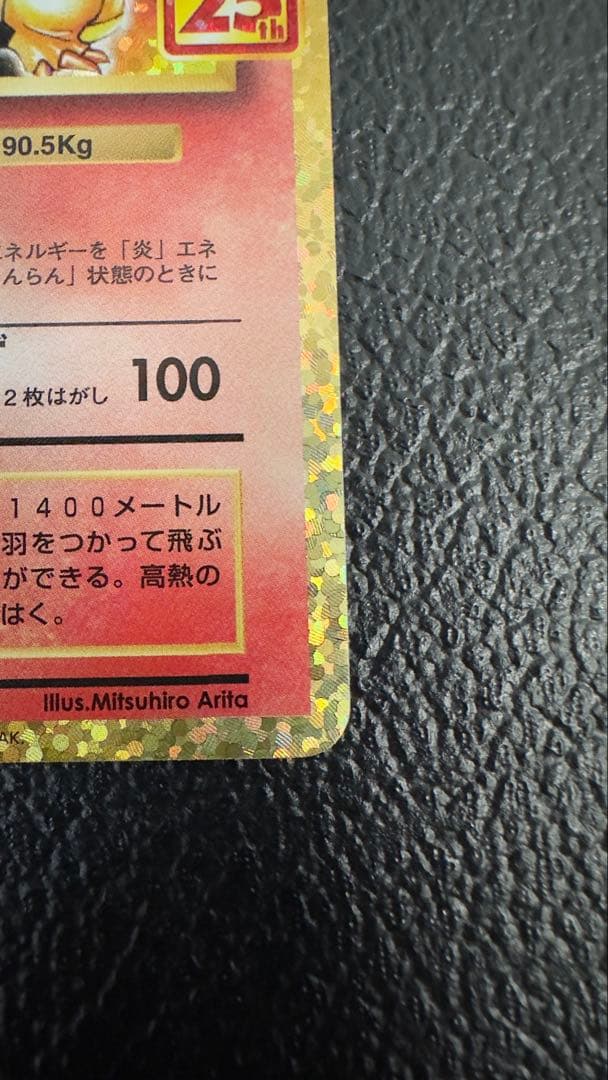 25th
90.5Kg
エネルギーを「炎」エネ
んらん」状態のときに
2枚はがし 100
1400メートル
羽をつかって飛ぶ
ができる。高熱の
はく。
Illus.Mitsuhiro Arita
AK.